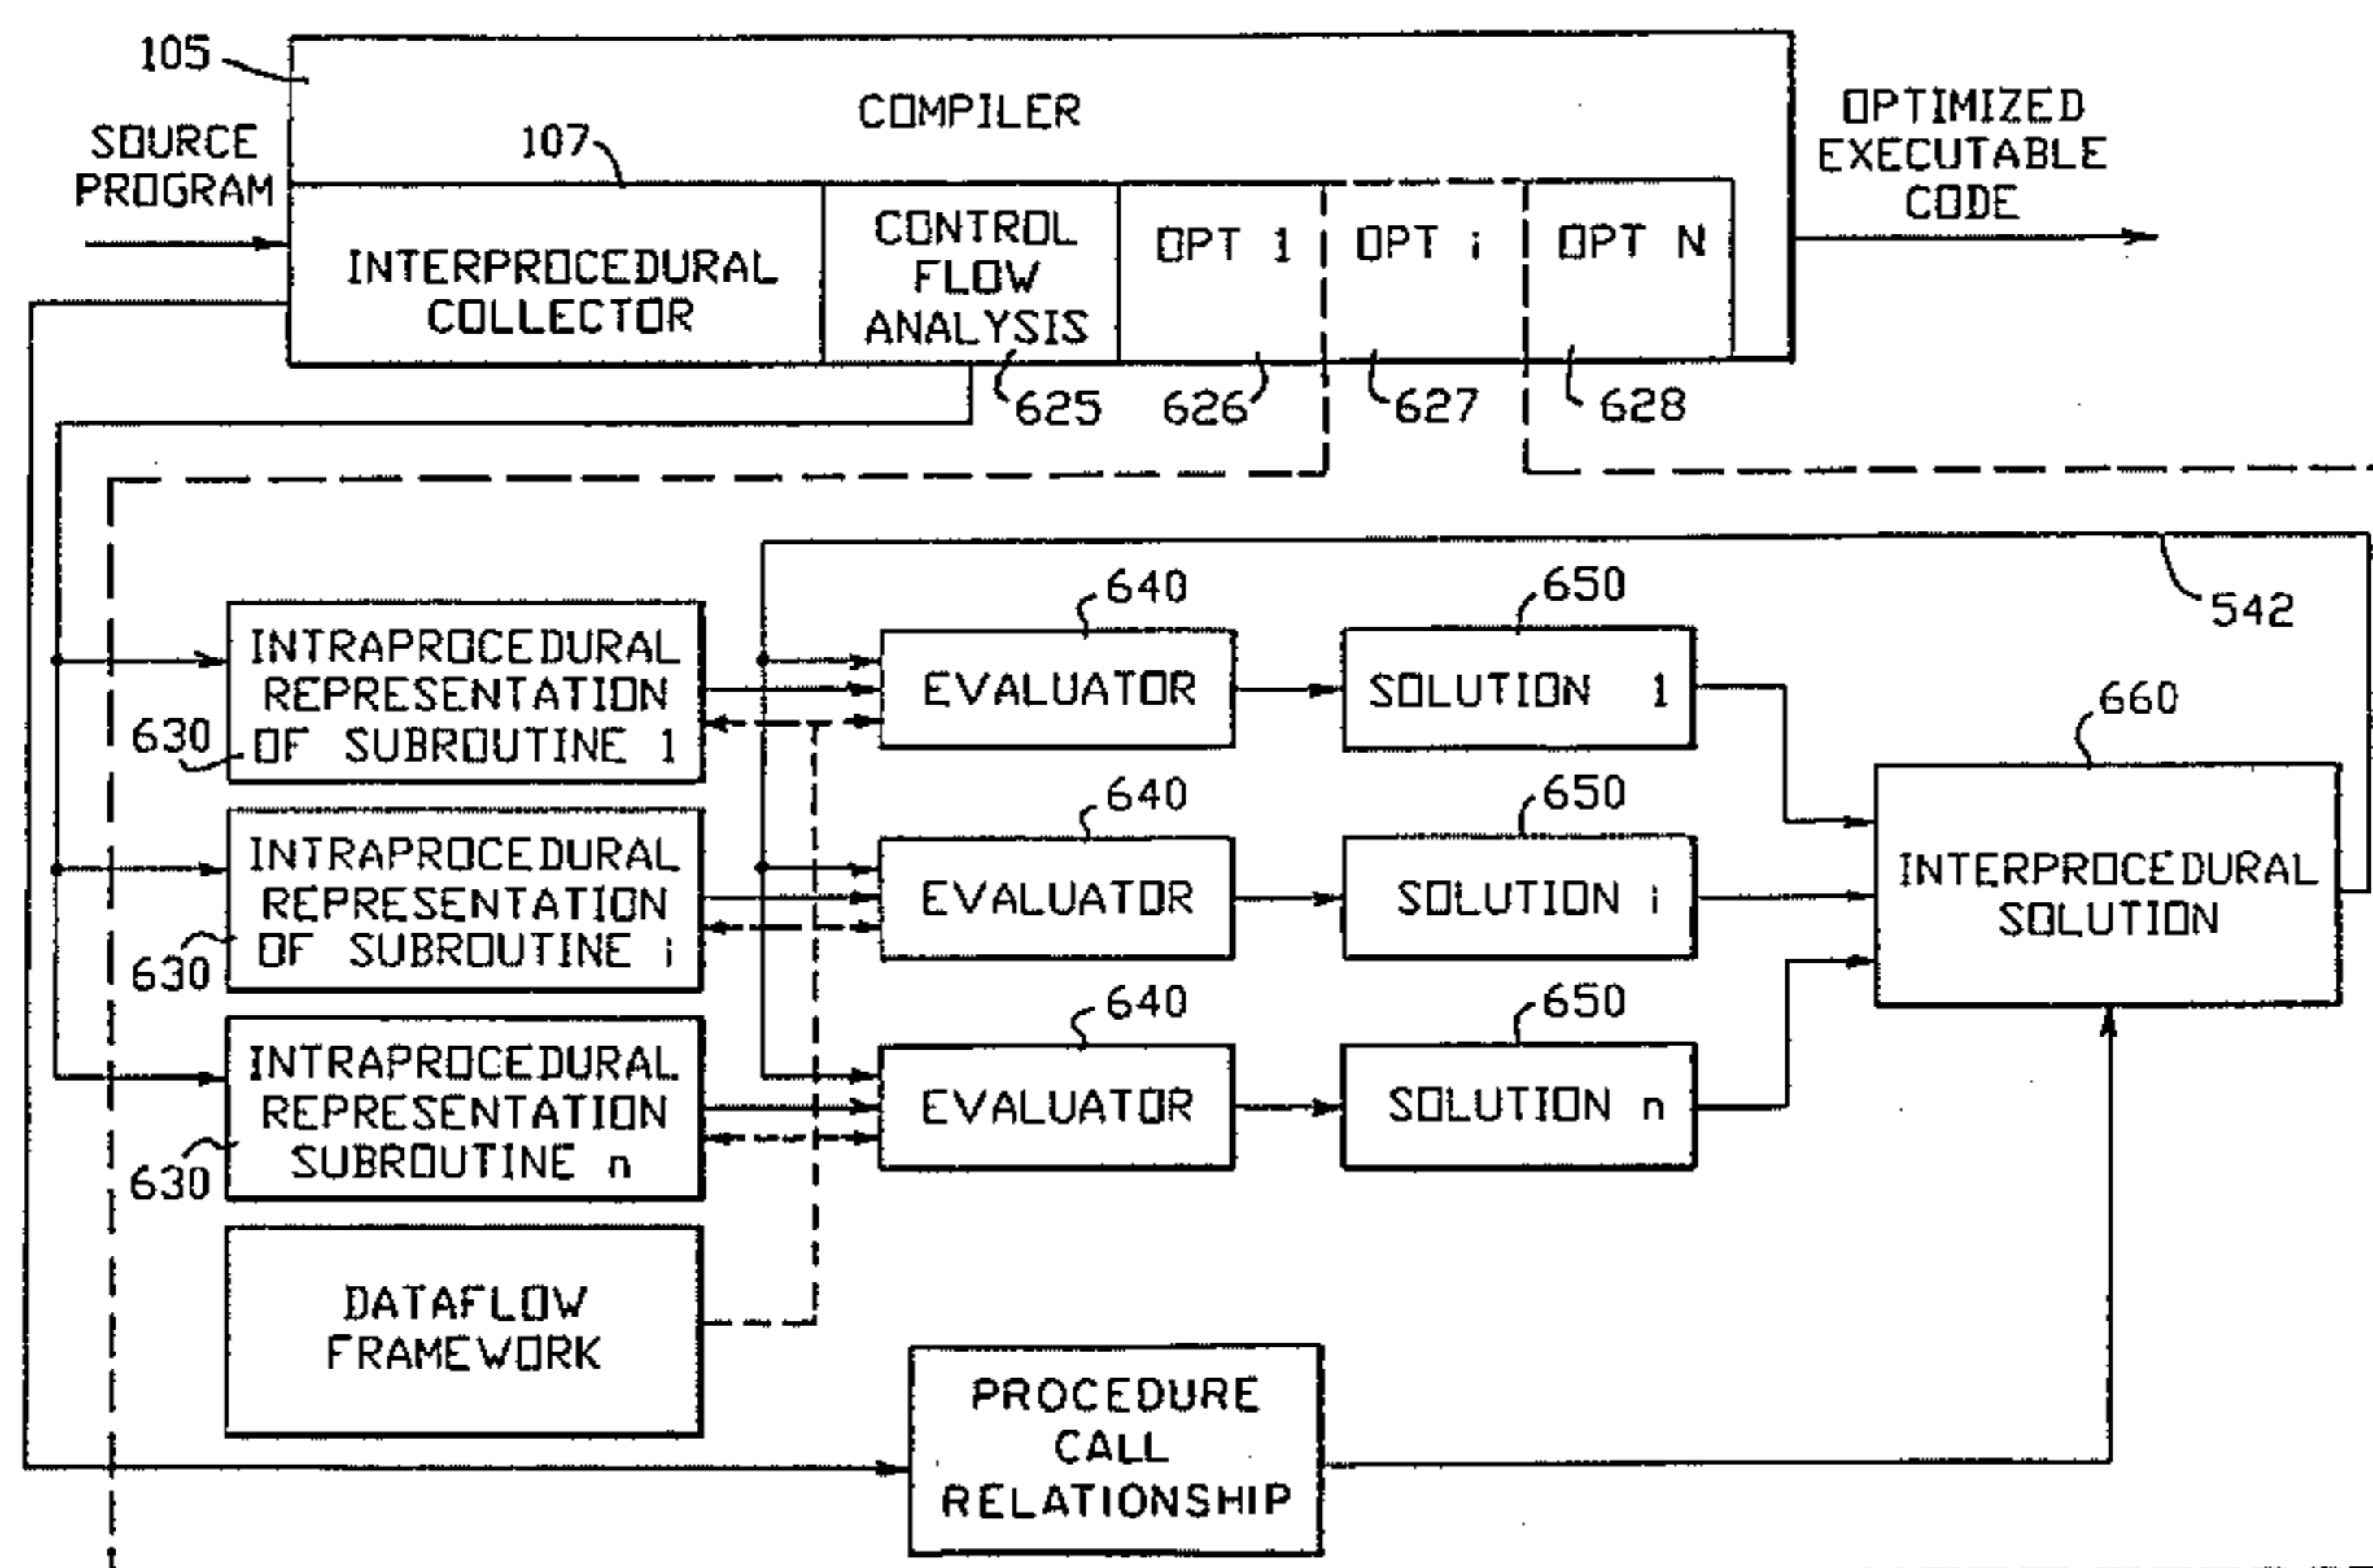 105
COMPILER
SOURCE
PROGRAM
107
OPTIMIZED
EXECUTABLE
CODE
INTERPROCEDURAL
COLLECTOR
CONTROL
FLOW
ANALYSIS
OPT 1
OPT i
OPT N
625
626
627
628
542
INTRAPROCEDURAL
REPRESENTATION
OF SUBROUTINE 1
630
640
EVALUATOR
650
SOLUTION 1
660
INTERPROCEDURAL
SOLUTION
INTRAPROCEDURAL
REPRESENTATION
OF SUBROUTINE i
630
640
EVALUATOR
650
SOLUTION i
INTRAPROCEDURAL
REPRESENTATION
SUBROUTINE n
630
640
EVALUATOR
650
SOLUTION n
DATAFLOW
FRAMEWORK
PROCEDURE
CALL
RELATIONSHIP